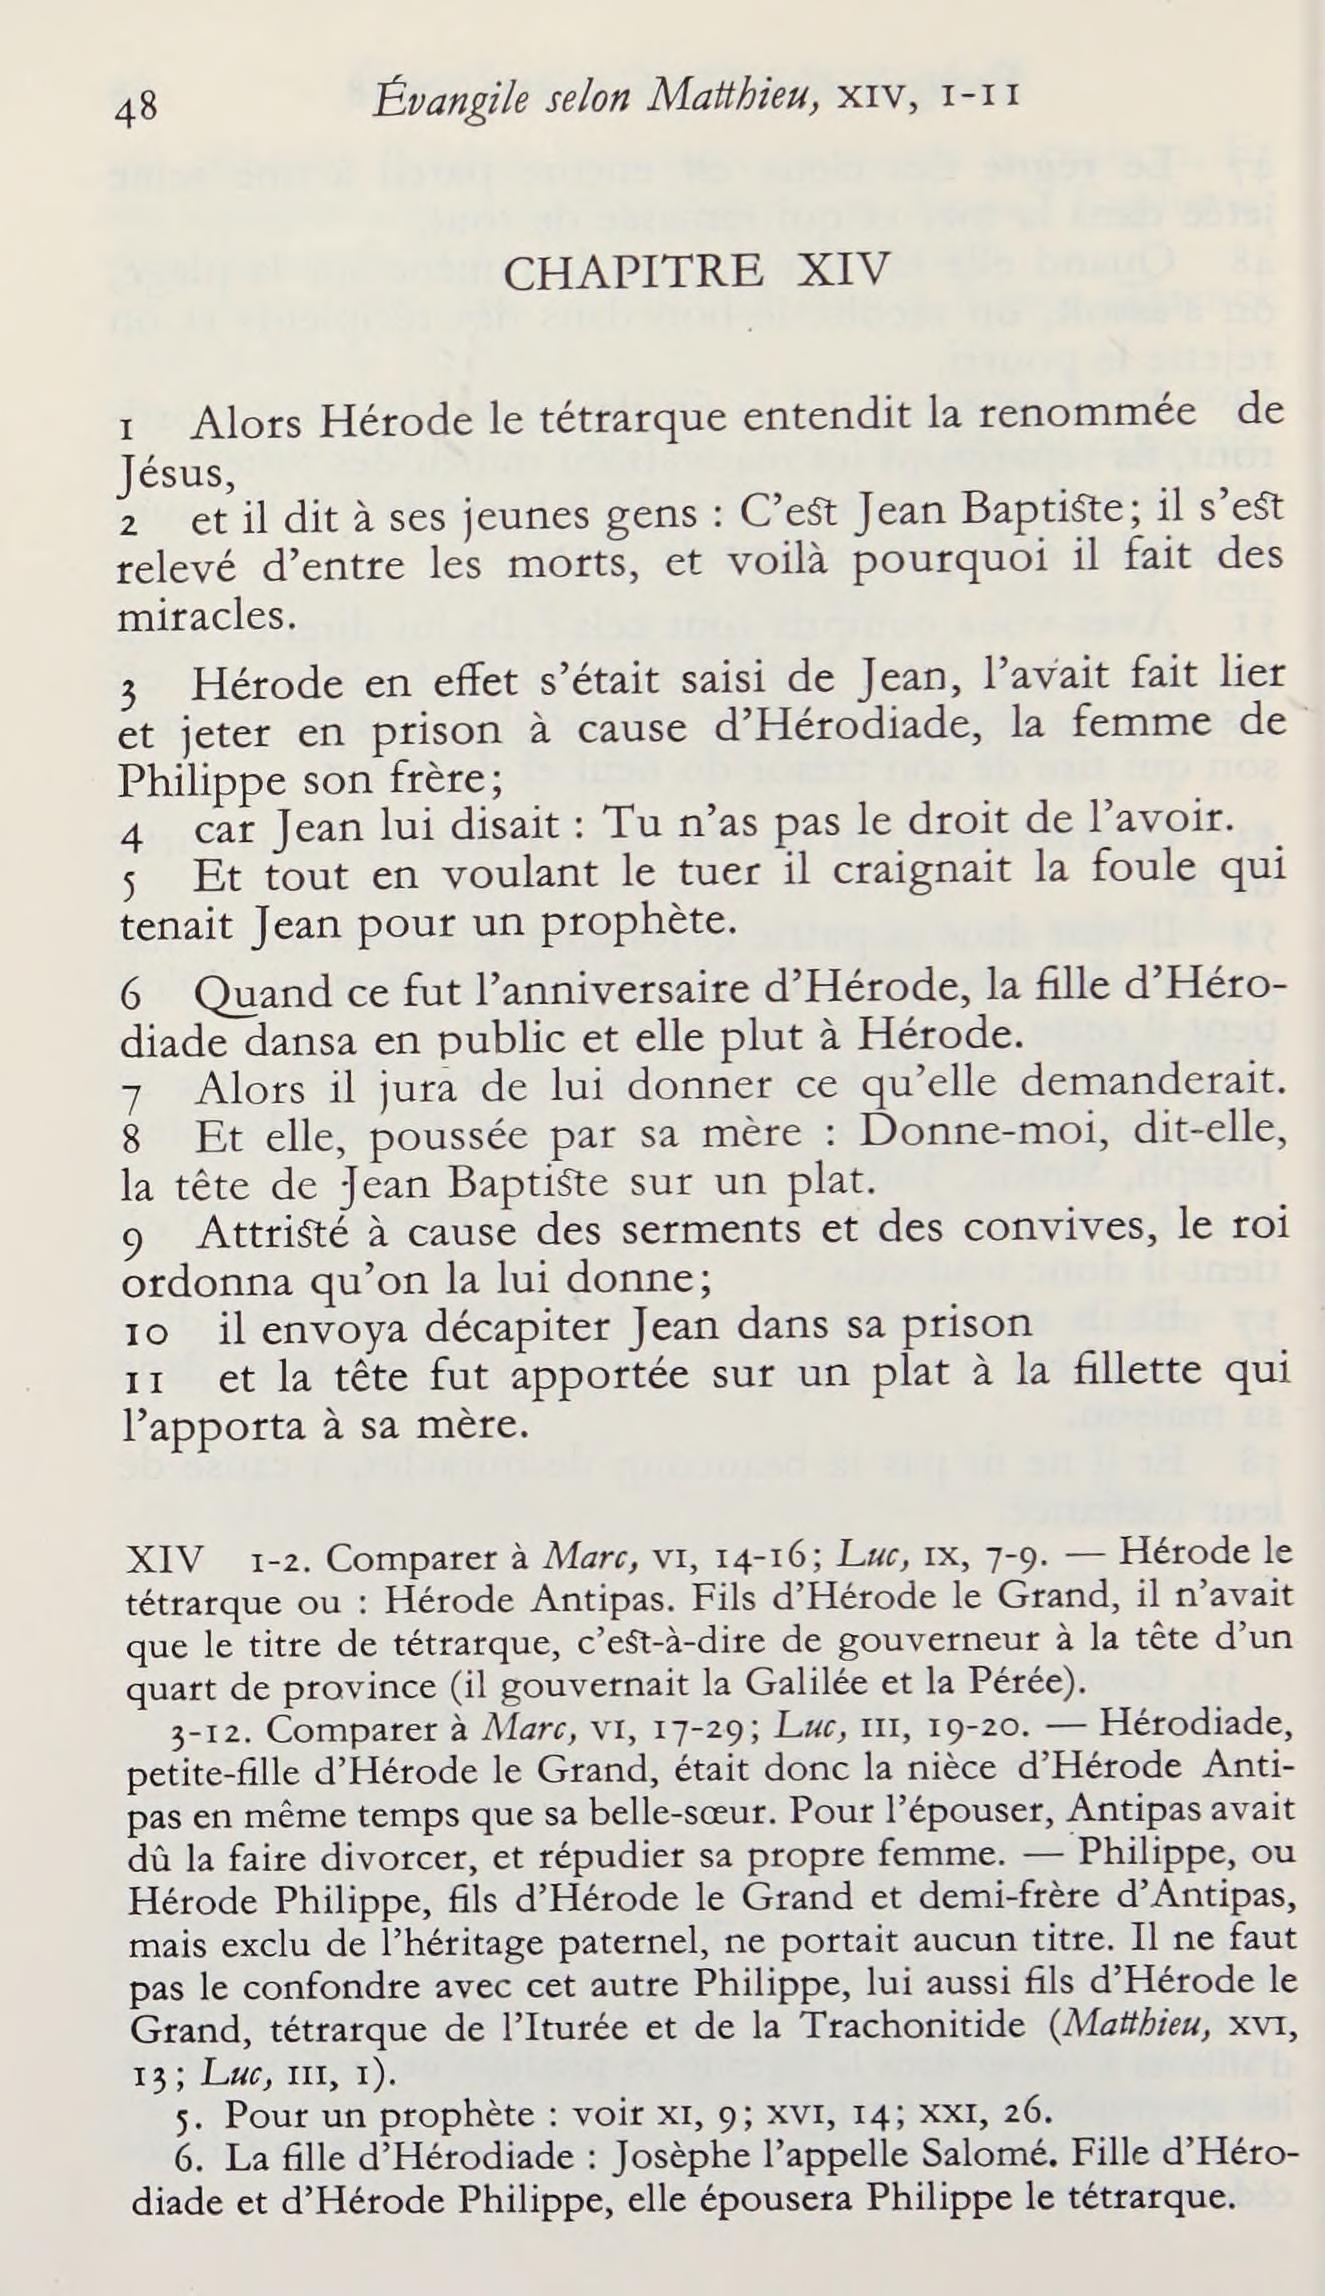 48 Évangile selon Matthieu, XIV, 1-11
CHAPITRE XIV
1 Alors Hérode le tétrarque entendit la renommée de
Jésus,
2 et il dit à ses jeunes gens : C’est Jean Baptiste; il s’est
relevé d’entre les morts, et voilà pourquoi il fait des
miracles.
3 Hérode en effet s’était saisi de Jean, l’avait fait lier
et jeter en prison à cause d’Hérodiade, la femme de
Philippe son frère;
4 car Jean lui disait : Tu n’as pas le droit de l’avoir.
5 Et tout en voulant le tuer il craignait la foule qui
tenait Jean pour un prophète.
6 Quand ce fut l’anniversaire d’Hérode, la fille d’Héro-
diade dansa en public et elle plut à Hérode.
7 Alors il jura de lui donner ce qu’elle demanderait.
8 Et elle, poussée par sa mère : Donne-moi, dit-elle,
la tête de Jean Baptiste sur un plat.
9 Attristé à cause des serments et des convives, le roi
ordonna qu’on la lui donne;
10 il envoya décapiter Jean dans sa prison
11 et la tête fut apportée sur un plat à la fillette qui
l’apporta à sa mère.
XIV 1-2. Comparer à Marc, VI, 14-16; Luc, IX, 7-9. — Hérode le
tétrarque ou : Hérode Antipas. Fils d’Hérode le Grand, il n’avait
que le titre de tétrarque, c’est-à-dire de gouverneur à la tête d’un
quart de province (il gouvernait la Galilée et la Pérée).
3-12. Comparer à Marc, VI, 17-29; Luc, III, 19-20. — Hérodiade,
petite-fille d’Hérode le Grand, était donc la nièce d’Hérode Anti-
pas en même temps que sa belle-sœur. Pour l’épouser, Antipas avait
dû la faire divorcer, et répudier sa propre femme. — Philippe, ou
Hérode Philippe, fils d’Hérode le Grand et demi-frère d’Antipas,
mais exclu de l’héritage paternel, ne portait aucun titre. Il ne faut
pas le confondre avec cet autre Philippe, lui aussi fils d’Hérode le
Grand, tétrarque de l’Iturée et de la Trachonitide (Matthieu, XVI,
13; Luc, III, 1).
5. Pour un prophète : voir XI, 9; XVI, 14; XXI, 26.
6. La fille d’Hérodiade : Josèphe l’appelle Salomé. Fille d’Héro-
diade et d’Hérode Philippe, elle épousera Philippe le tétrarque.